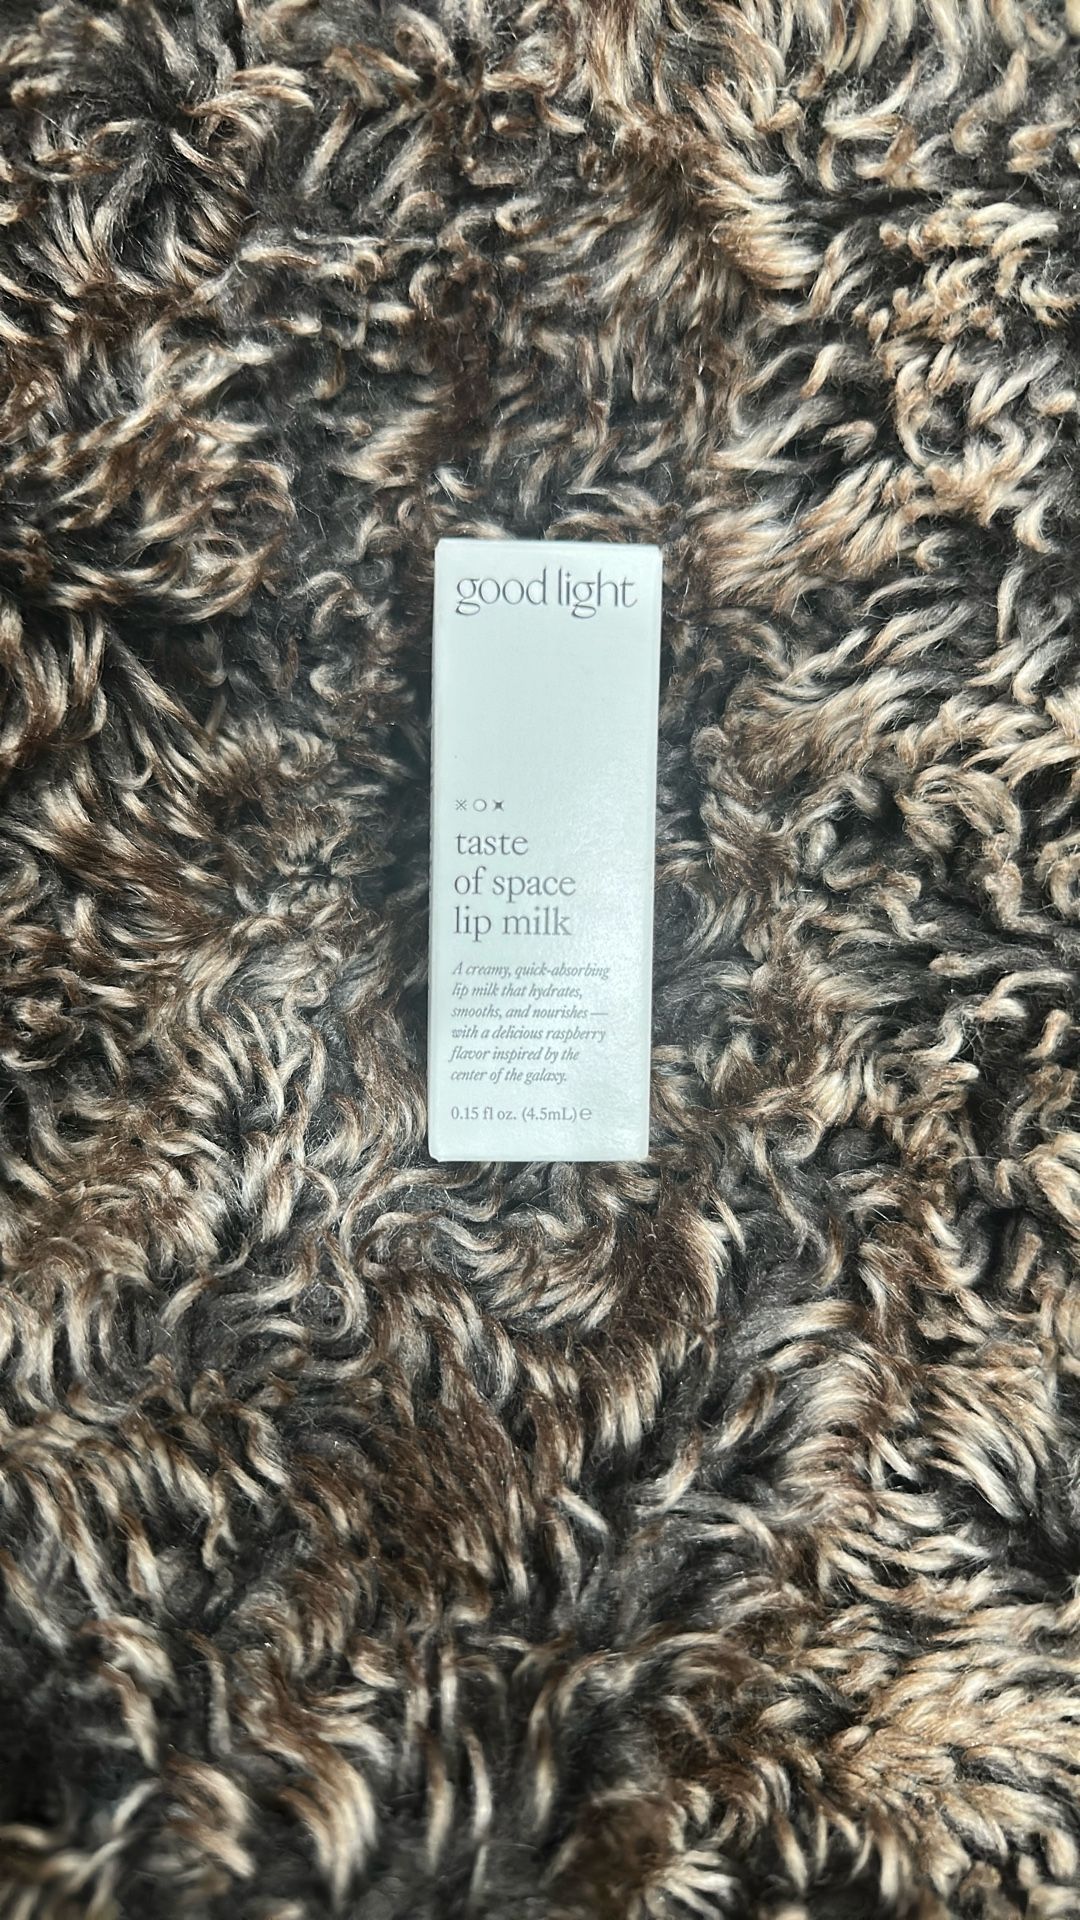 good light
taste
of space
lip milk
A creamy, quick-absorbing
lip milk that hydrates,
smooths, and nourishes —
with a delicious raspberry
flavor inspired by the
center of the galaxy.
0.15 fl oz. (4.5mL) ℮